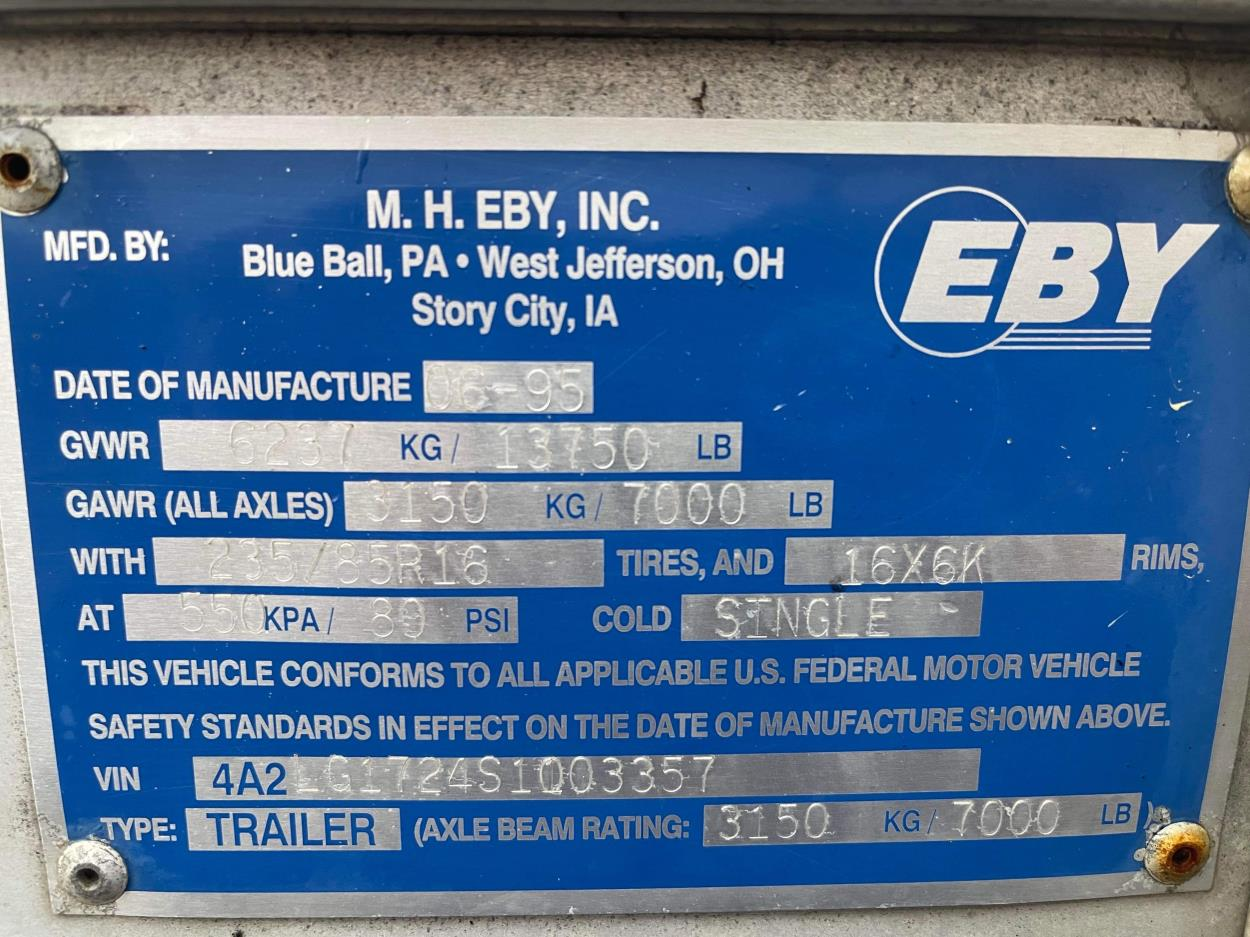 M. H. EBY, INC.
MFD. BY: Blue Ball, PA • West Jefferson, OH
Story City, IA
EBY
DATE OF MANUFACTURE 06-95
GVWR 6237 KG/ 13750 LB
GAWR (ALL AXLES) 3150 KG/ 7000 LB
WITH 235/85R16 TIRES, AND 16X6K RIMS,
AT 550 KPA/ 80 PSI COLD SINGLE
THIS VEHICLE CONFORMS TO ALL APPLICABLE U.S. FEDERAL MOTOR VEHICLE
SAFETY STANDARDS IN EFFECT ON THE DATE OF MANUFACTURE SHOWN ABOVE.
VIN 4A2LG1724S1003357
TYPE: TRAILER (AXLE BEAM RATING: 3150 KG/ 7000 LB)